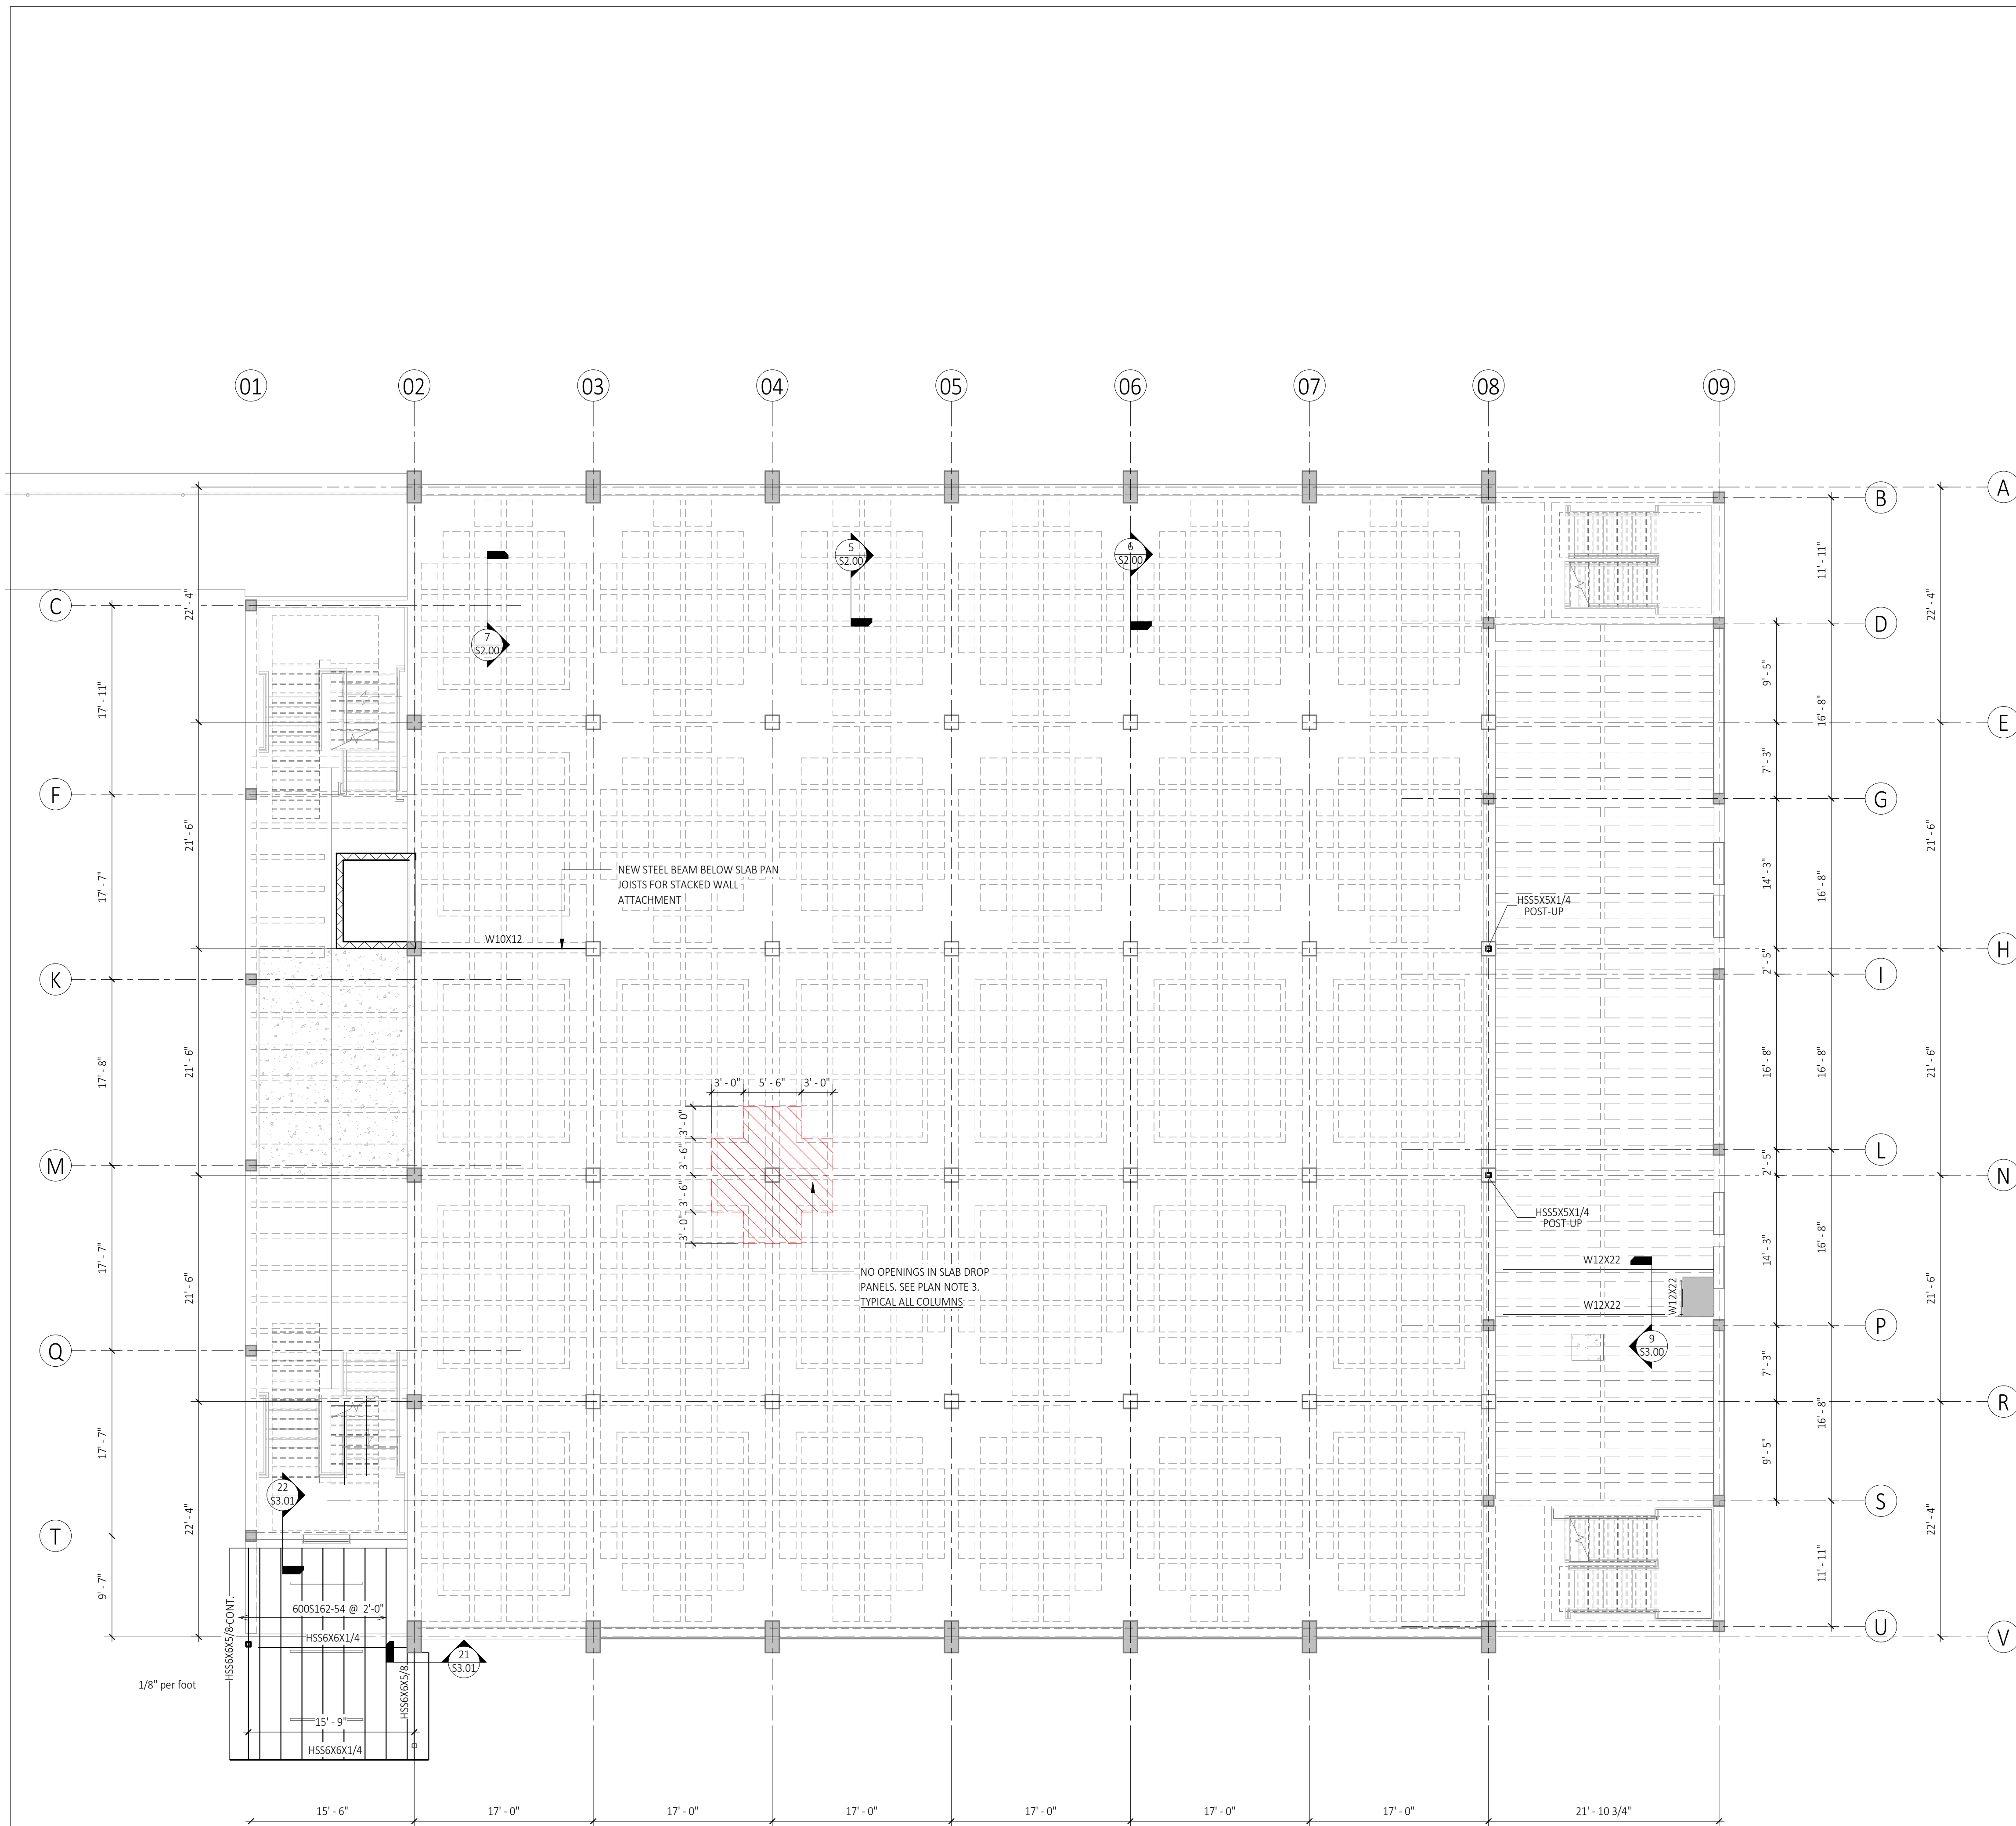 01
02
03
04
05
06
07
08
09
A
B
C
D
E
F
G
H
I
K
L
M
N
P
Q
R
S
T
U
V
22' - 4"
17' - 11"
21' - 6"
17' - 7"
21' - 6"
17' - 8"
21' - 6"
17' - 7"
17' - 7"
22' - 4"
9' - 7"
5
S2.00
6
S2.00
7
S2.00
NEW STEEL BEAM BELOW SLAB PAN
JOISTS FOR STACKED WALL
ATTACHMENT
W10X12
HSS5X5X1/4
POST-UP
3' - 0"
5' - 6"
3' - 0"
3' - 0"
3' - 6"
3' - 6"
3' - 0"
NO OPENINGS IN SLAB DROP
PANELS. SEE PLAN NOTE 3.
TYPICAL ALL COLUMNS
HSS5X5X1/4
POST-UP
W12X22
W12X22
W12X22
9
S3.00
11' - 11"
22' - 4"
9' - 5"
16' - 8"
7' - 3"
21' - 6"
14' - 3"
16' - 8"
2' - 5"
16' - 8"
16' - 8"
21' - 6"
2' - 5"
14' - 3"
16' - 8"
21' - 6"
7' - 3"
16' - 8"
9' - 5"
22' - 4"
11' - 11"
22
S3.01
600S162-54 @ 2'-0"
HSS6X6X1/4
HSS6X6X5/8 CONT.
HSS6X6X5/8
21
S3.01
1/8" per foot
15' - 9"
HSS6X6X1/4
15' - 6"
17' - 0"
17' - 0"
17' - 0"
17' - 0"
17' - 0"
17' - 0"
21' - 10 3/4"